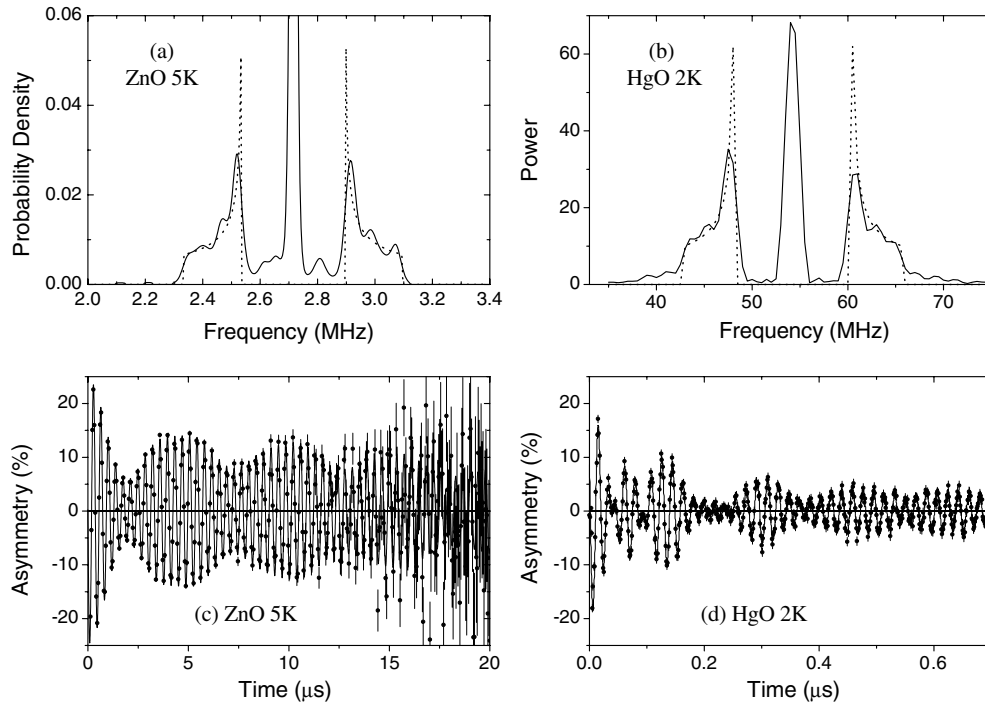 (a)
ZnO 5K
Probability Density
0.06
0.04
0.02
0.00
2.0 2.2 2.4 2.6 2.8 3.0 3.2 3.4
Frequency (MHz)
(b)
HgO 2K
Power
60
40
20
0
40 50 60 70
Frequency (MHz)
Asymmetry (%)
20
10
0
-10
-20
(c) ZnO 5K
0 5 10 15 20
Time (μs)
Asymmetry (%)
20
10
0
-10
-20
(d) HgO 2K
0.0 0.2 0.4 0.6
Time (μs)